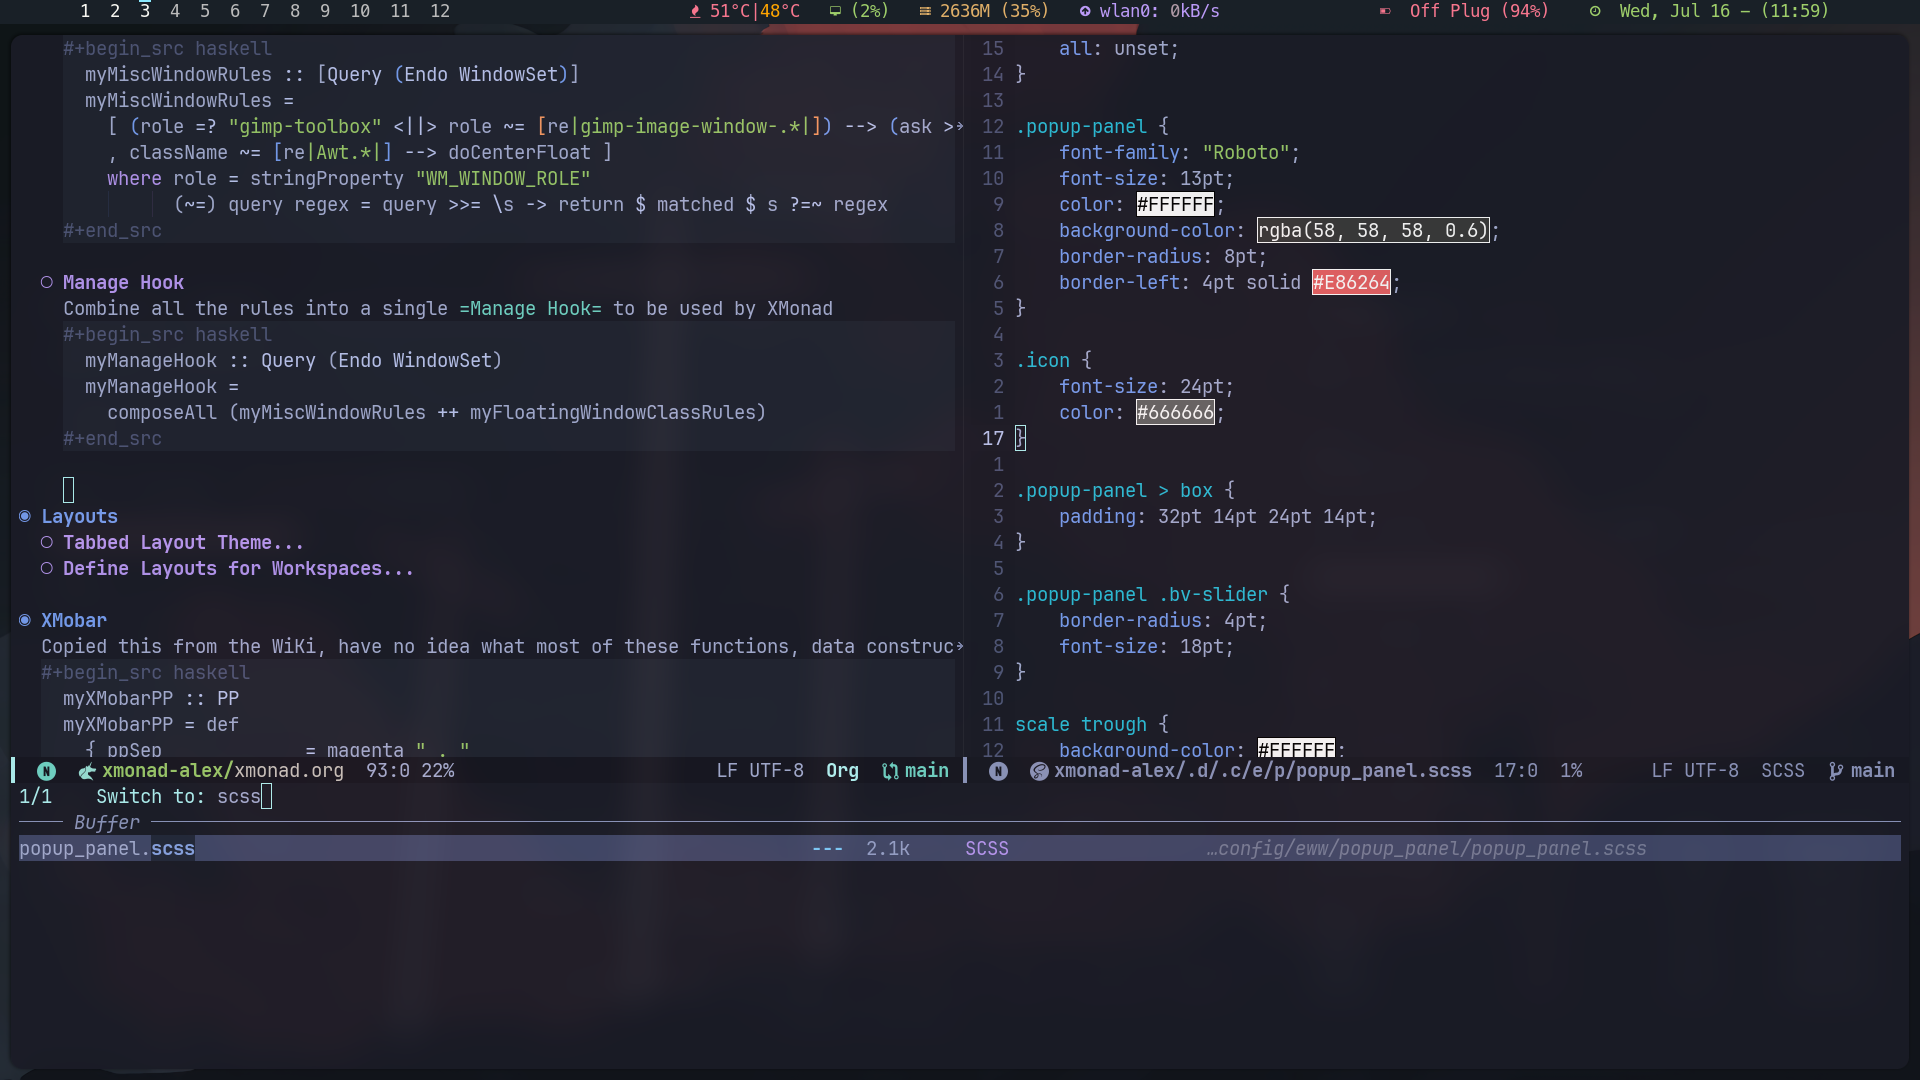 1 2 3 4 5 6 7 8 9 10 11 12 51°C|48°C (2%) 2636M (35%) wlan0: 0kB/s Off Plug (94%) Wed, Jul 16 – (11:59)
#+begin_src haskell
myMiscWindowRules :: [Query (Endo WindowSet)]
myMiscWindowRules =
[ (role =? "gimp-toolbox" <||> role ~= [re|gimp-image-window-.*|]) --> (ask >
, className ~= [re|Awt.*|] --> doCenterFloat ]
where role = stringProperty "WM_WINDOW_ROLE"
(~=) query regex = query >>= \s -> return $ matched $ s ?=~ regex
#+end_src
Manage Hook
Combine all the rules into a single =Manage Hook= to be used by XMonad
#+begin_src haskell
myManageHook :: Query (Endo WindowSet)
myManageHook =
composeAll (myMiscWindowRules ++ myFloatingWindowClassRules)
#+end_src
Layouts
Tabbed Layout Theme...
Define Layouts for Workspaces...
XMobar
Copied this from the WiKi, have no idea what most of these functions, data construc
#+begin_src haskell
myXMobarPP :: PP
myXMobarPP = def
{ ppSep = magenta " . "
N xmonad-alex/xmonad.org 93:0 22% LF UTF-8 Org main
15 all: unset;
14 }
13
12 .popup-panel {
11 font-family: "Roboto";
10 font-size: 13pt;
9 color: #FFFFFF;
8 background-color: rgba(58, 58, 58, 0.6);
7 border-radius: 8pt;
6 border-left: 4pt solid #E86264;
5 }
4
3 .icon {
2 font-size: 24pt;
1 color: #666666;
17 }
1
2 .popup-panel > box {
3 padding: 32pt 14pt 24pt 14pt;
4 }
5
6 .popup-panel .bv-slider {
7 border-radius: 4pt;
8 font-size: 18pt;
9 }
10
11 scale trough {
12 background-color: #FFFFFF;
N xmonad-alex/.d/.c/e/p/popup_panel.scss 17:0 1% LF UTF-8 SCSS main
1/1 Switch to: scss
Buffer
popup_panel.scss --- 2.1k SCSS …config/eww/popup_panel/popup_panel.scss